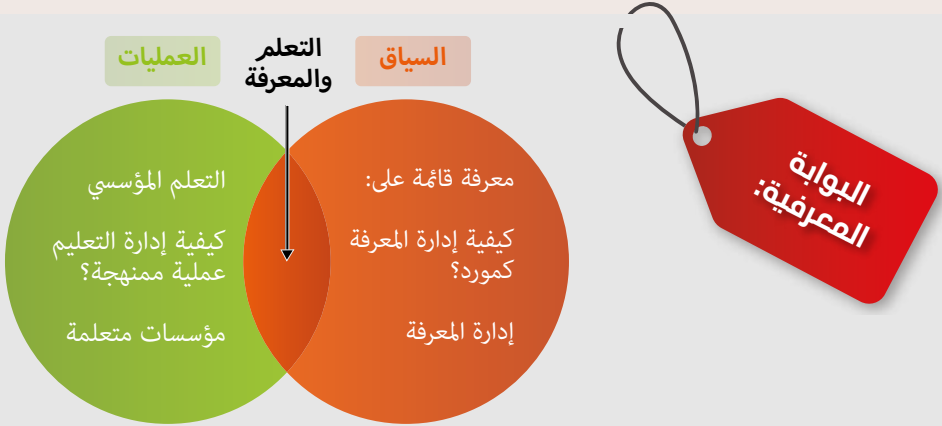 البوابة
المعرفية:
السياق
التعلم
والمعرفة
العمليات
معرفة قائمة على:
كيفية إدارة المعرفة
كمورد؟
إدارة المعرفة
التعلم المؤسسي
كيفية إدارة التعليم
عملية ممنهجة؟
مؤسسات متعلمة